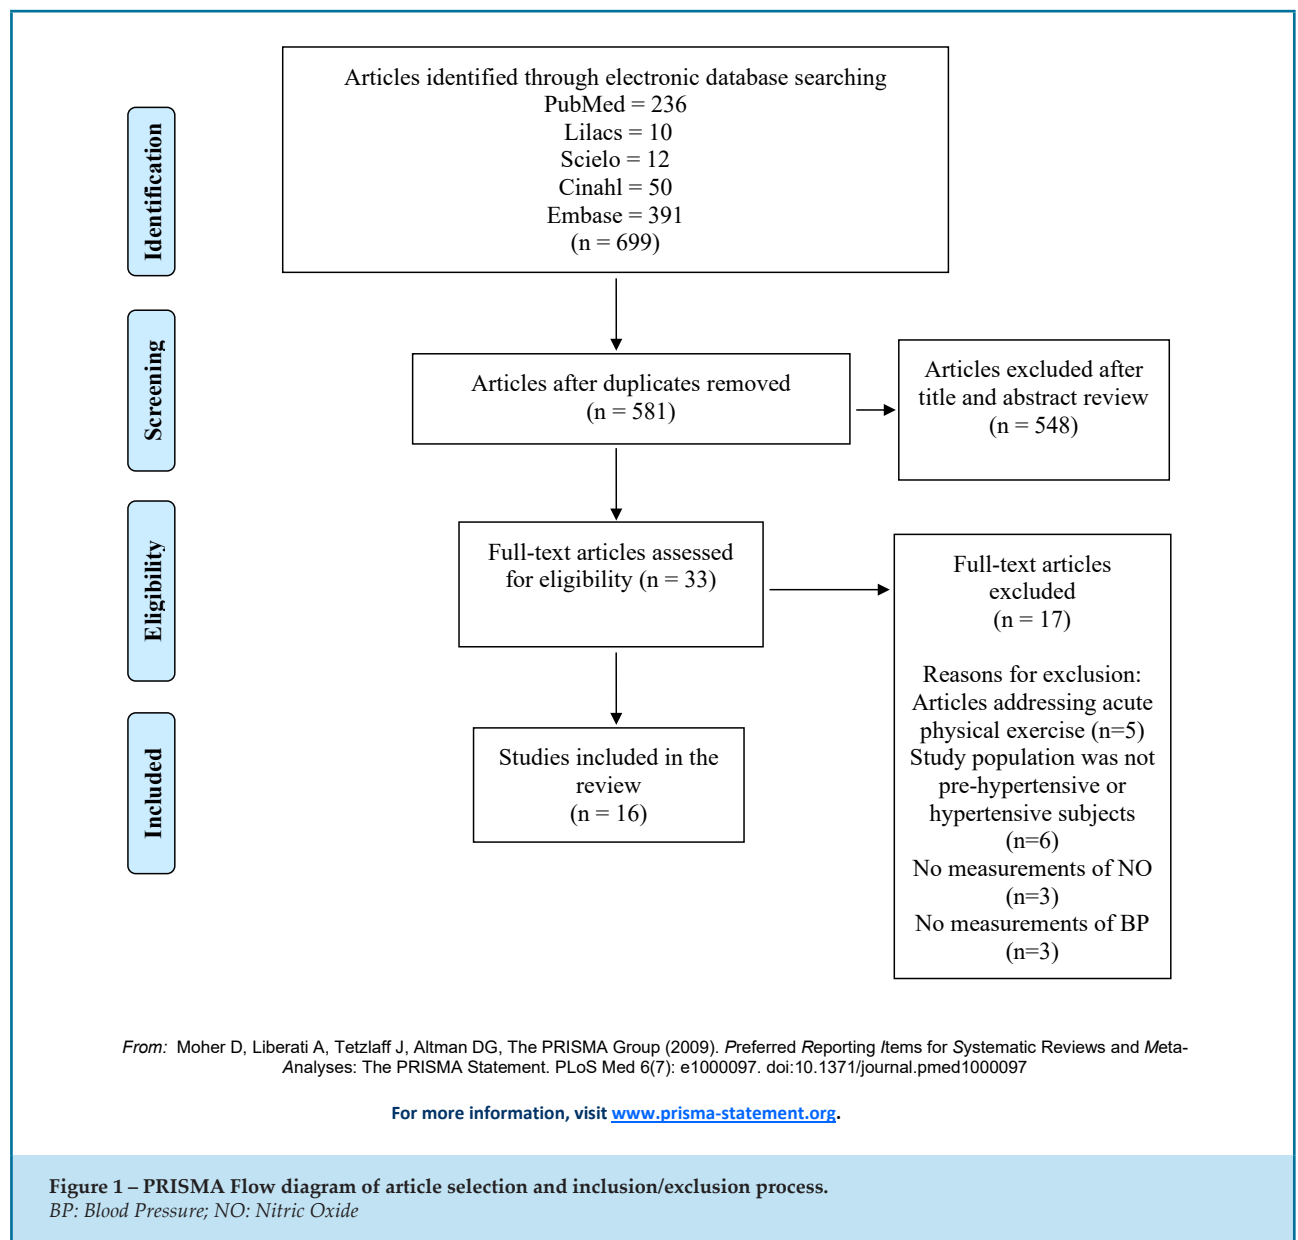 Identification
Articles identified through electronic database searching
PubMed = 236
Lilacs = 10
Scielo = 12
Cinahl = 50
Embase = 391
(n = 699)
Screening
Articles after duplicates removed
(n = 581)
Articles excluded after
title and abstract review
(n = 548)
Eligibility
Full-text articles assessed
for eligibility (n = 33)
Full-text articles
excluded
(n = 17)
Reasons for exclusion:
Articles addressing acute
physical exercise (n=5)
Study population was not
pre-hypertensive or
hypertensive subjects
(n=6)
No measurements of NO
(n=3)
No measurements of BP
(n=3)
Included
Studies included in the
review
(n = 16)
From: Moher D, Liberati A, Tetzlaff J, Altman DG, The PRISMA Group (2009). Preferred Reporting Items for Systematic Reviews and Meta-
Analyses: The PRISMA Statement. PLoS Med 6(7): e1000097. doi:10.1371/journal.pmed1000097
For more information, visit www.prisma-statement.org.
Figure 1 – PRISMA Flow diagram of article selection and inclusion/exclusion process.
BP: Blood Pressure; NO: Nitric Oxide